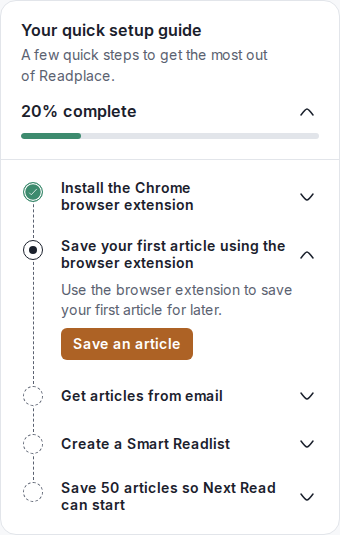 Your quick setup guide
A few quick steps to get the most out
of Readplace.
20% complete
Install the Chrome
browser extension
Save your first article using the
browser extension
Use the browser extension to save
your first article for later.
Save an article
Get articles from email
Create a Smart Readlist
Save 50 articles so Next Read
can start